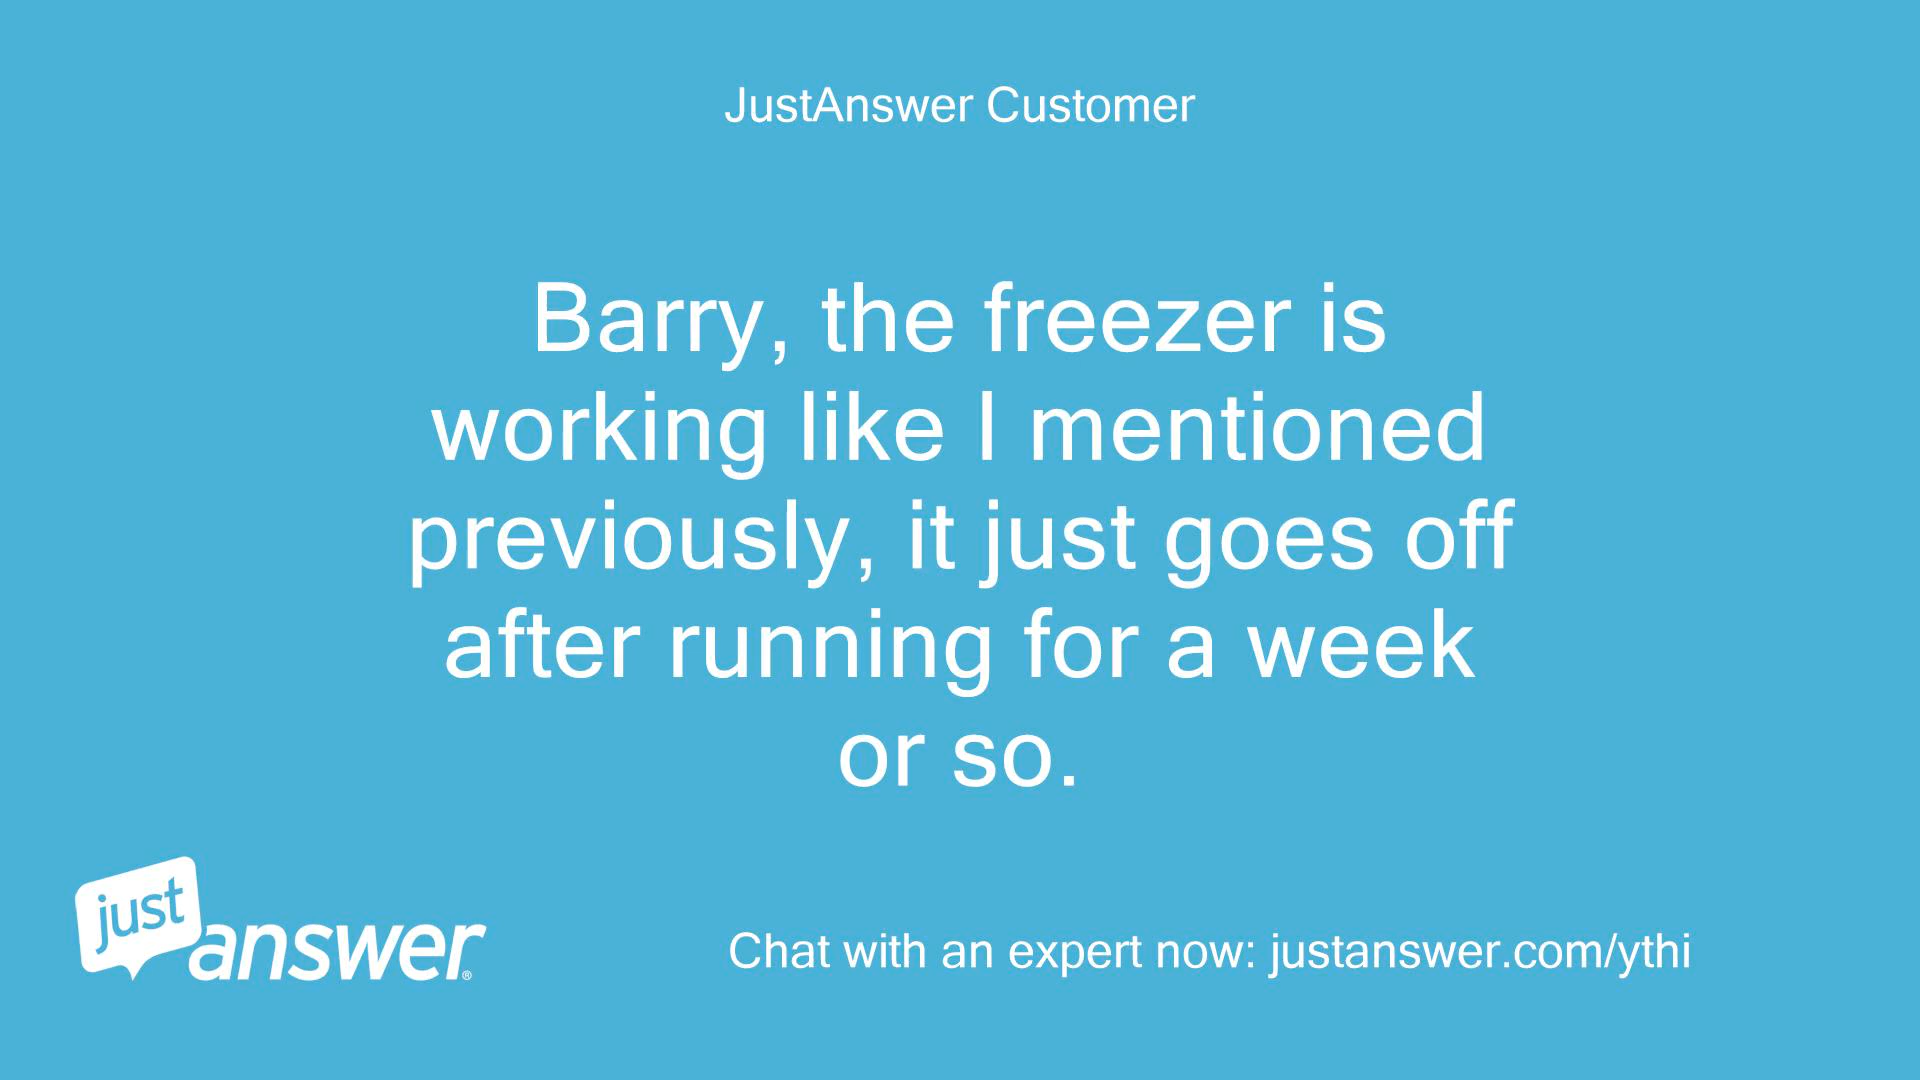 JustAnswer Customer
Barry, the freezer is
working like I mentioned
previously, it just goes off
after running for a week
or so.
just
answer®
Chat with an expert now: justanswer.com/ythi